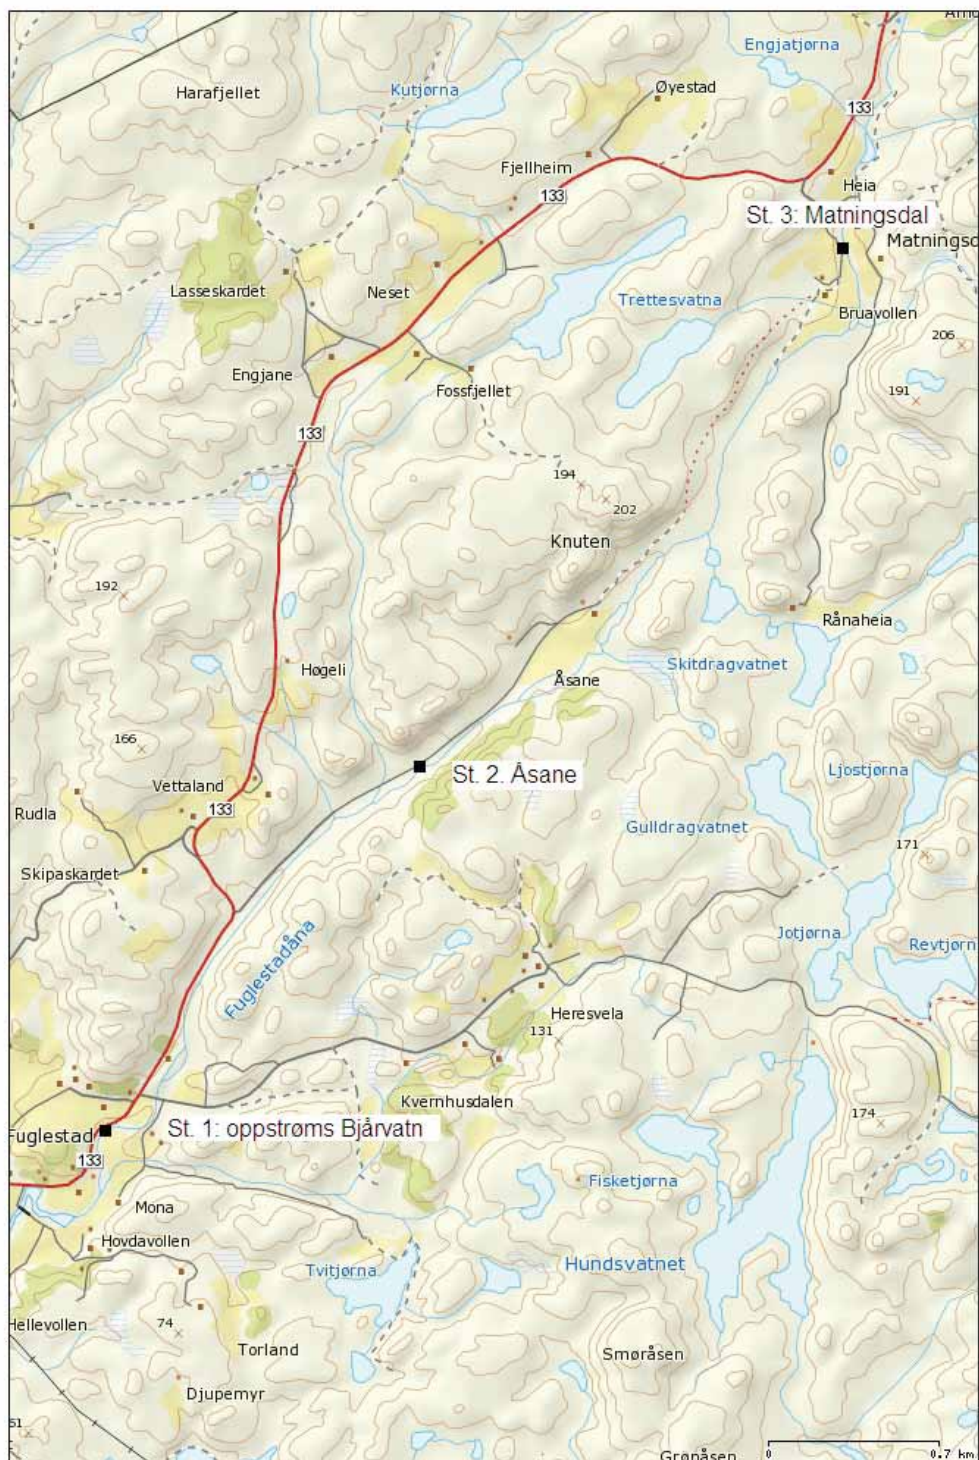 Engjatjørna
Harafjellet
Kutjørna
Øyestad
133
Fjellheim
133
Heia
St. 3: Matningsdal
Matningsd
Lasseskardet
Neset
Trettesvatna
Bruavollen
206
Engjane
Fossfjellet
191
133
194
202
Knuten
192
Rånaheia
Høgeli
Skitdragvatnet
Åsane
166
St. 2. Åsane
Ljostjørna
Vettaland
133
Rudla
Gulldragvatnet
171
Skipaskardet
Fuglestadåna
Jotjørna
Revtjørn
Heresvela
131
Kvernhusdalen
174
Fuglestad
St. 1: oppstrøms Bjårvatn
133
Fisketjørna
Mona
Hovdavollen
Tvitjørna
Hundsvatnet
Hellevollen
74
Torland
Smøråsen
Djupemyr
61
Grønåsen
0
0.7 km